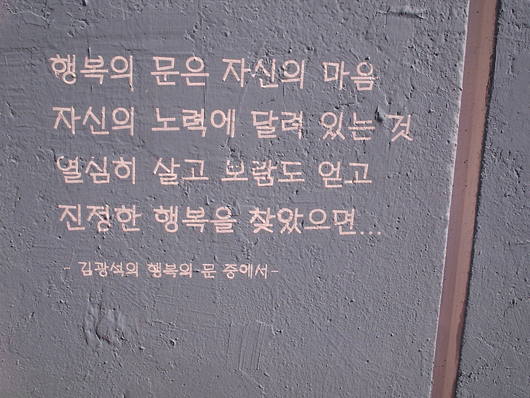 행복의 문은 자신의 마음
자신의 노력에 달려 있는 것
열심히 살고 보람도 얻고
진정한 행복을 찾았으면...
- 김광석의 행복의 문 중에서 -